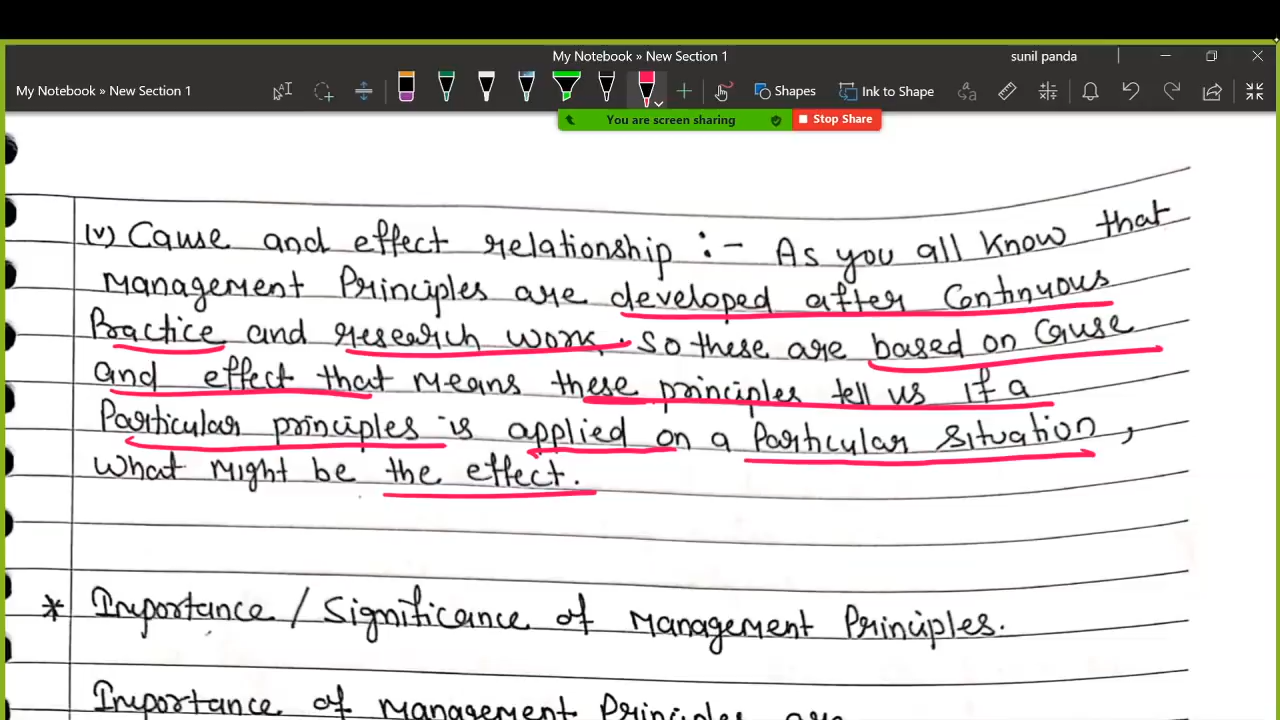 My Notebook » New Section 1
sunil panda
My Notebook » New Section 1
Shapes
Ink to Shape
You are screen sharing
Stop Share
(v) Cause and effect relationship :- As you all know that
management Principles are developed after Continuous
Practice and research work. So these are based on Cause
and effect that means these principles tell us if a
Particular principles is applied on a Particular Situation,
what might be the effect.
* Importance / Significance of management Principles.
Importance of management Principles are